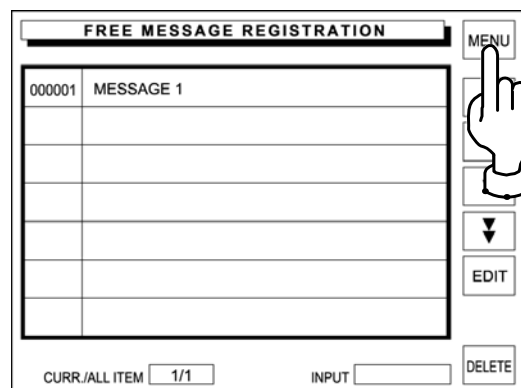 FREE MESSAGE REGISTRATION
MENU
000001 MESSAGE 1
EDIT
CURR./ALL ITEM 1/1 INPUT
DELETE